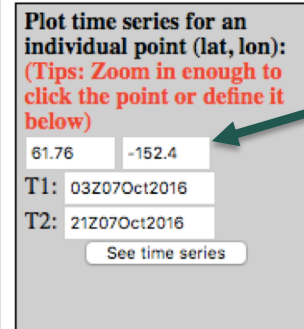 Plot time series for an
individual point (lat, lon):
(Tips: Zoom in enough to
click the point or define it
below)
61.76 -152.4
T1: 03Z07Oct2016
T2: 21Z07Oct2016
See time series